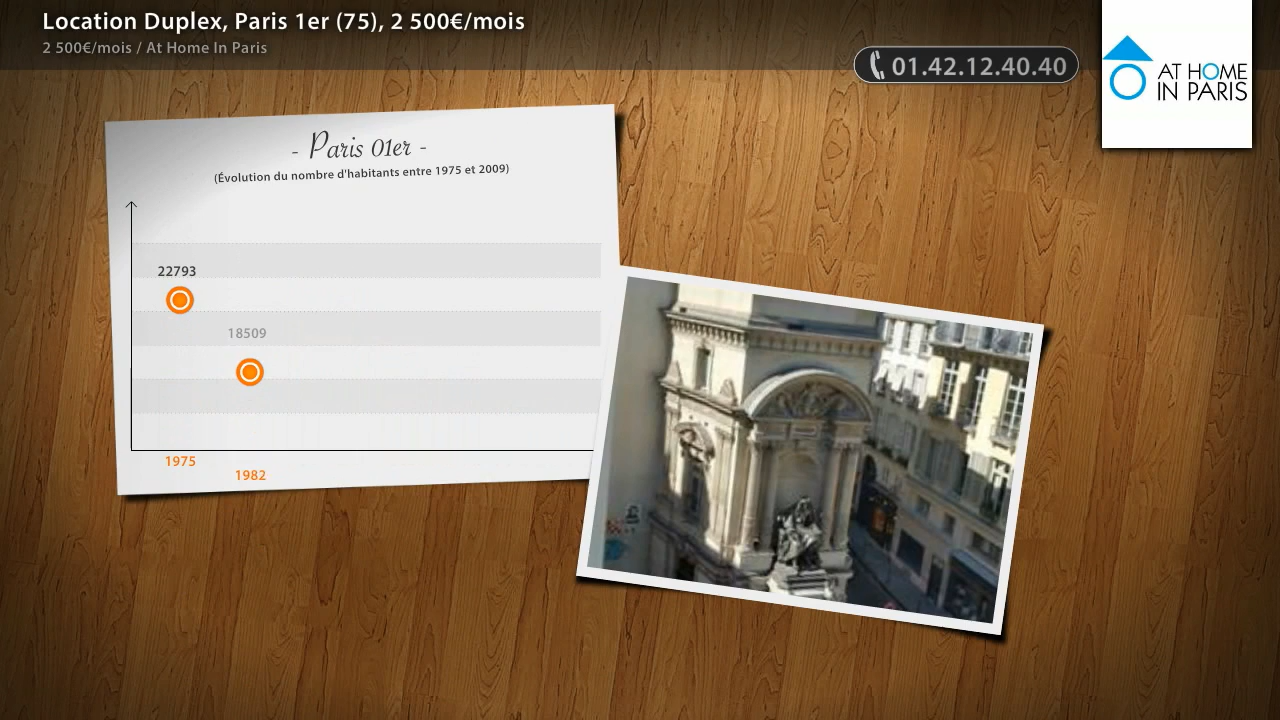 Location Duplex, Paris 1er (75), 2 500€/mois
2 500€/mois / At Home In Paris
01.42.12.40.40
AT HOME
IN PARIS
- Paris 01er -
(Évolution du nombre d'habitants entre 1975 et 2009)
22793
18509
1975
1982